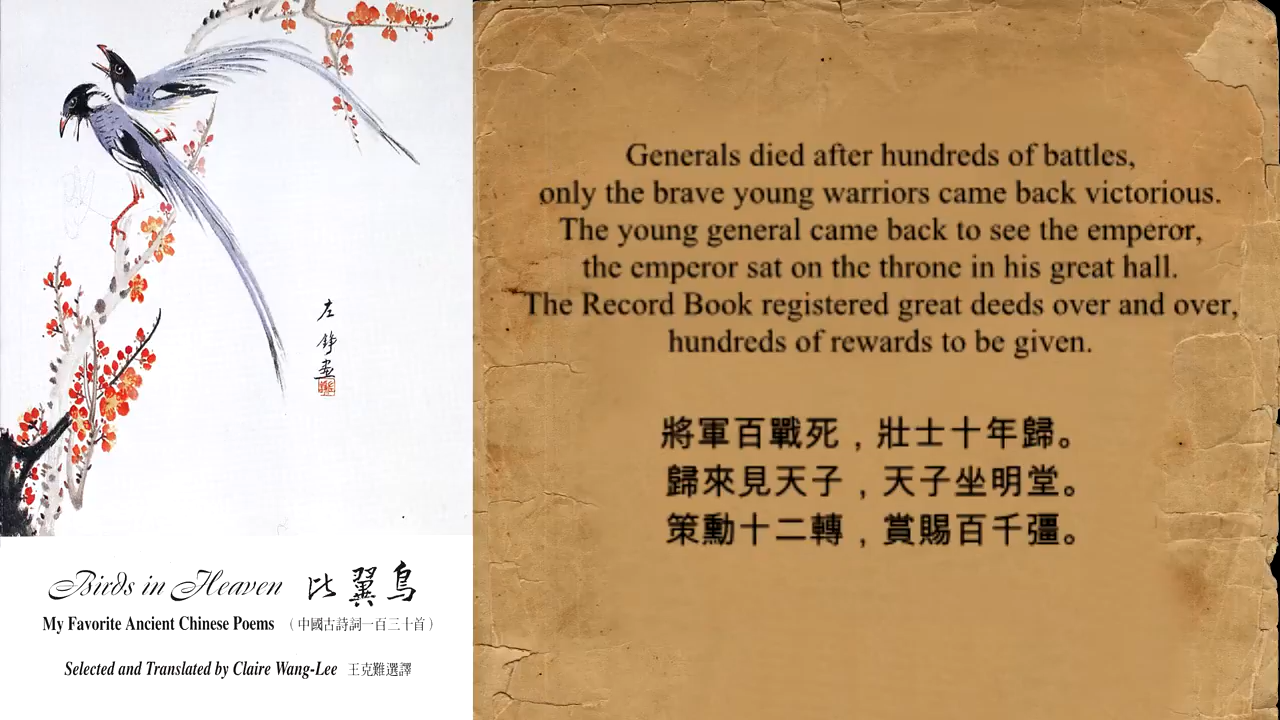 左錚畫
Birds in Heaven 比翼鳥
My Favorite Ancient Chinese Poems （中國古詩詞一百三十首）
Selected and Translated by Claire Wang-Lee 王克難選譯
Generals died after hundreds of battles,
only the brave young warriors came back victorious.
The young general came back to see the emperor,
the emperor sat on the throne in his great hall.
The Record Book registered great deeds over and over,
hundreds of rewards to be given.
將軍百戰死，壯士十年歸。
歸來見天子，天子坐明堂。
策勳十二轉，賞賜百千彊。